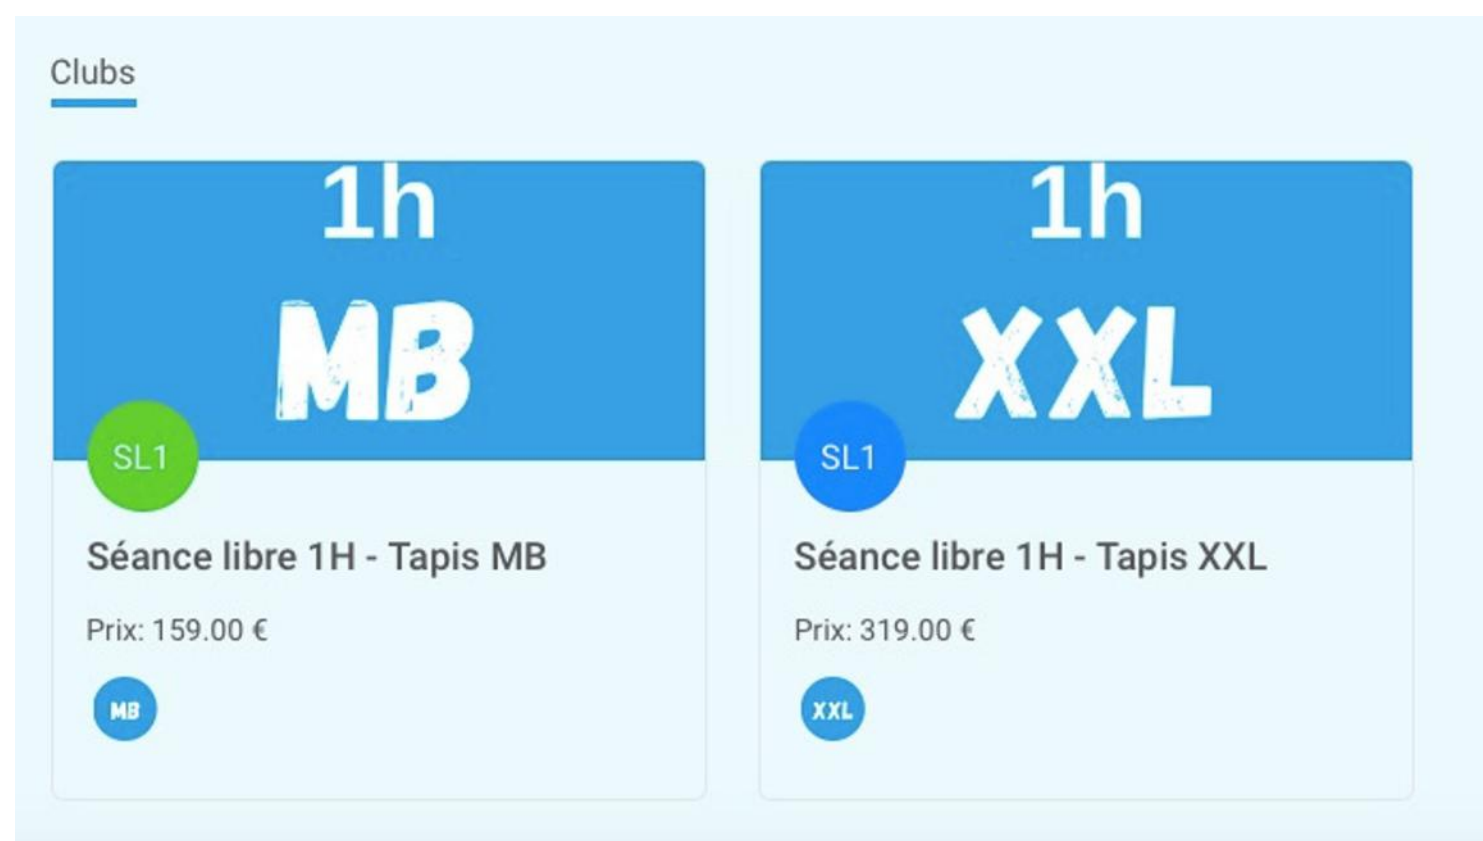 Clubs
1h
MB
SL1
Séance libre 1H - Tapis MB
Prix: 159.00 €
MB
1h
XXL
SL1
Séance libre 1H - Tapis XXL
Prix: 319.00 €
XXL